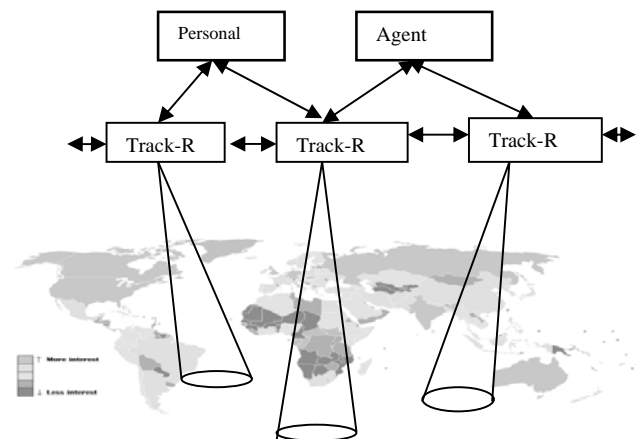 Personal
Agent
Track-R
Track-R
Track-R
↑ More interest
↓ Less interest